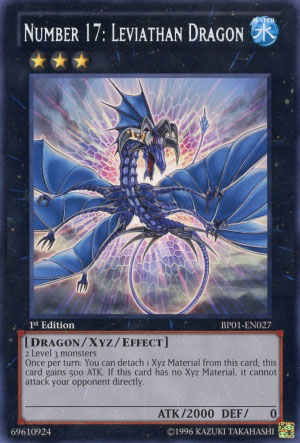 NUMBER 17: LEVIATHAN DRAGON
WATER
水
1st Edition
BP01-EN027
[DRAGON/XYZ/EFFECT]
2 Level 3 monsters
Once per turn: You can detach 1 Xyz Material from this card; this
card gains 500 ATK. If this card has no Xyz Material, it cannot
attack your opponent directly.
ATK/2000 DEF/ 0
69610924
©1996 KAZUKI TAKAHASHI